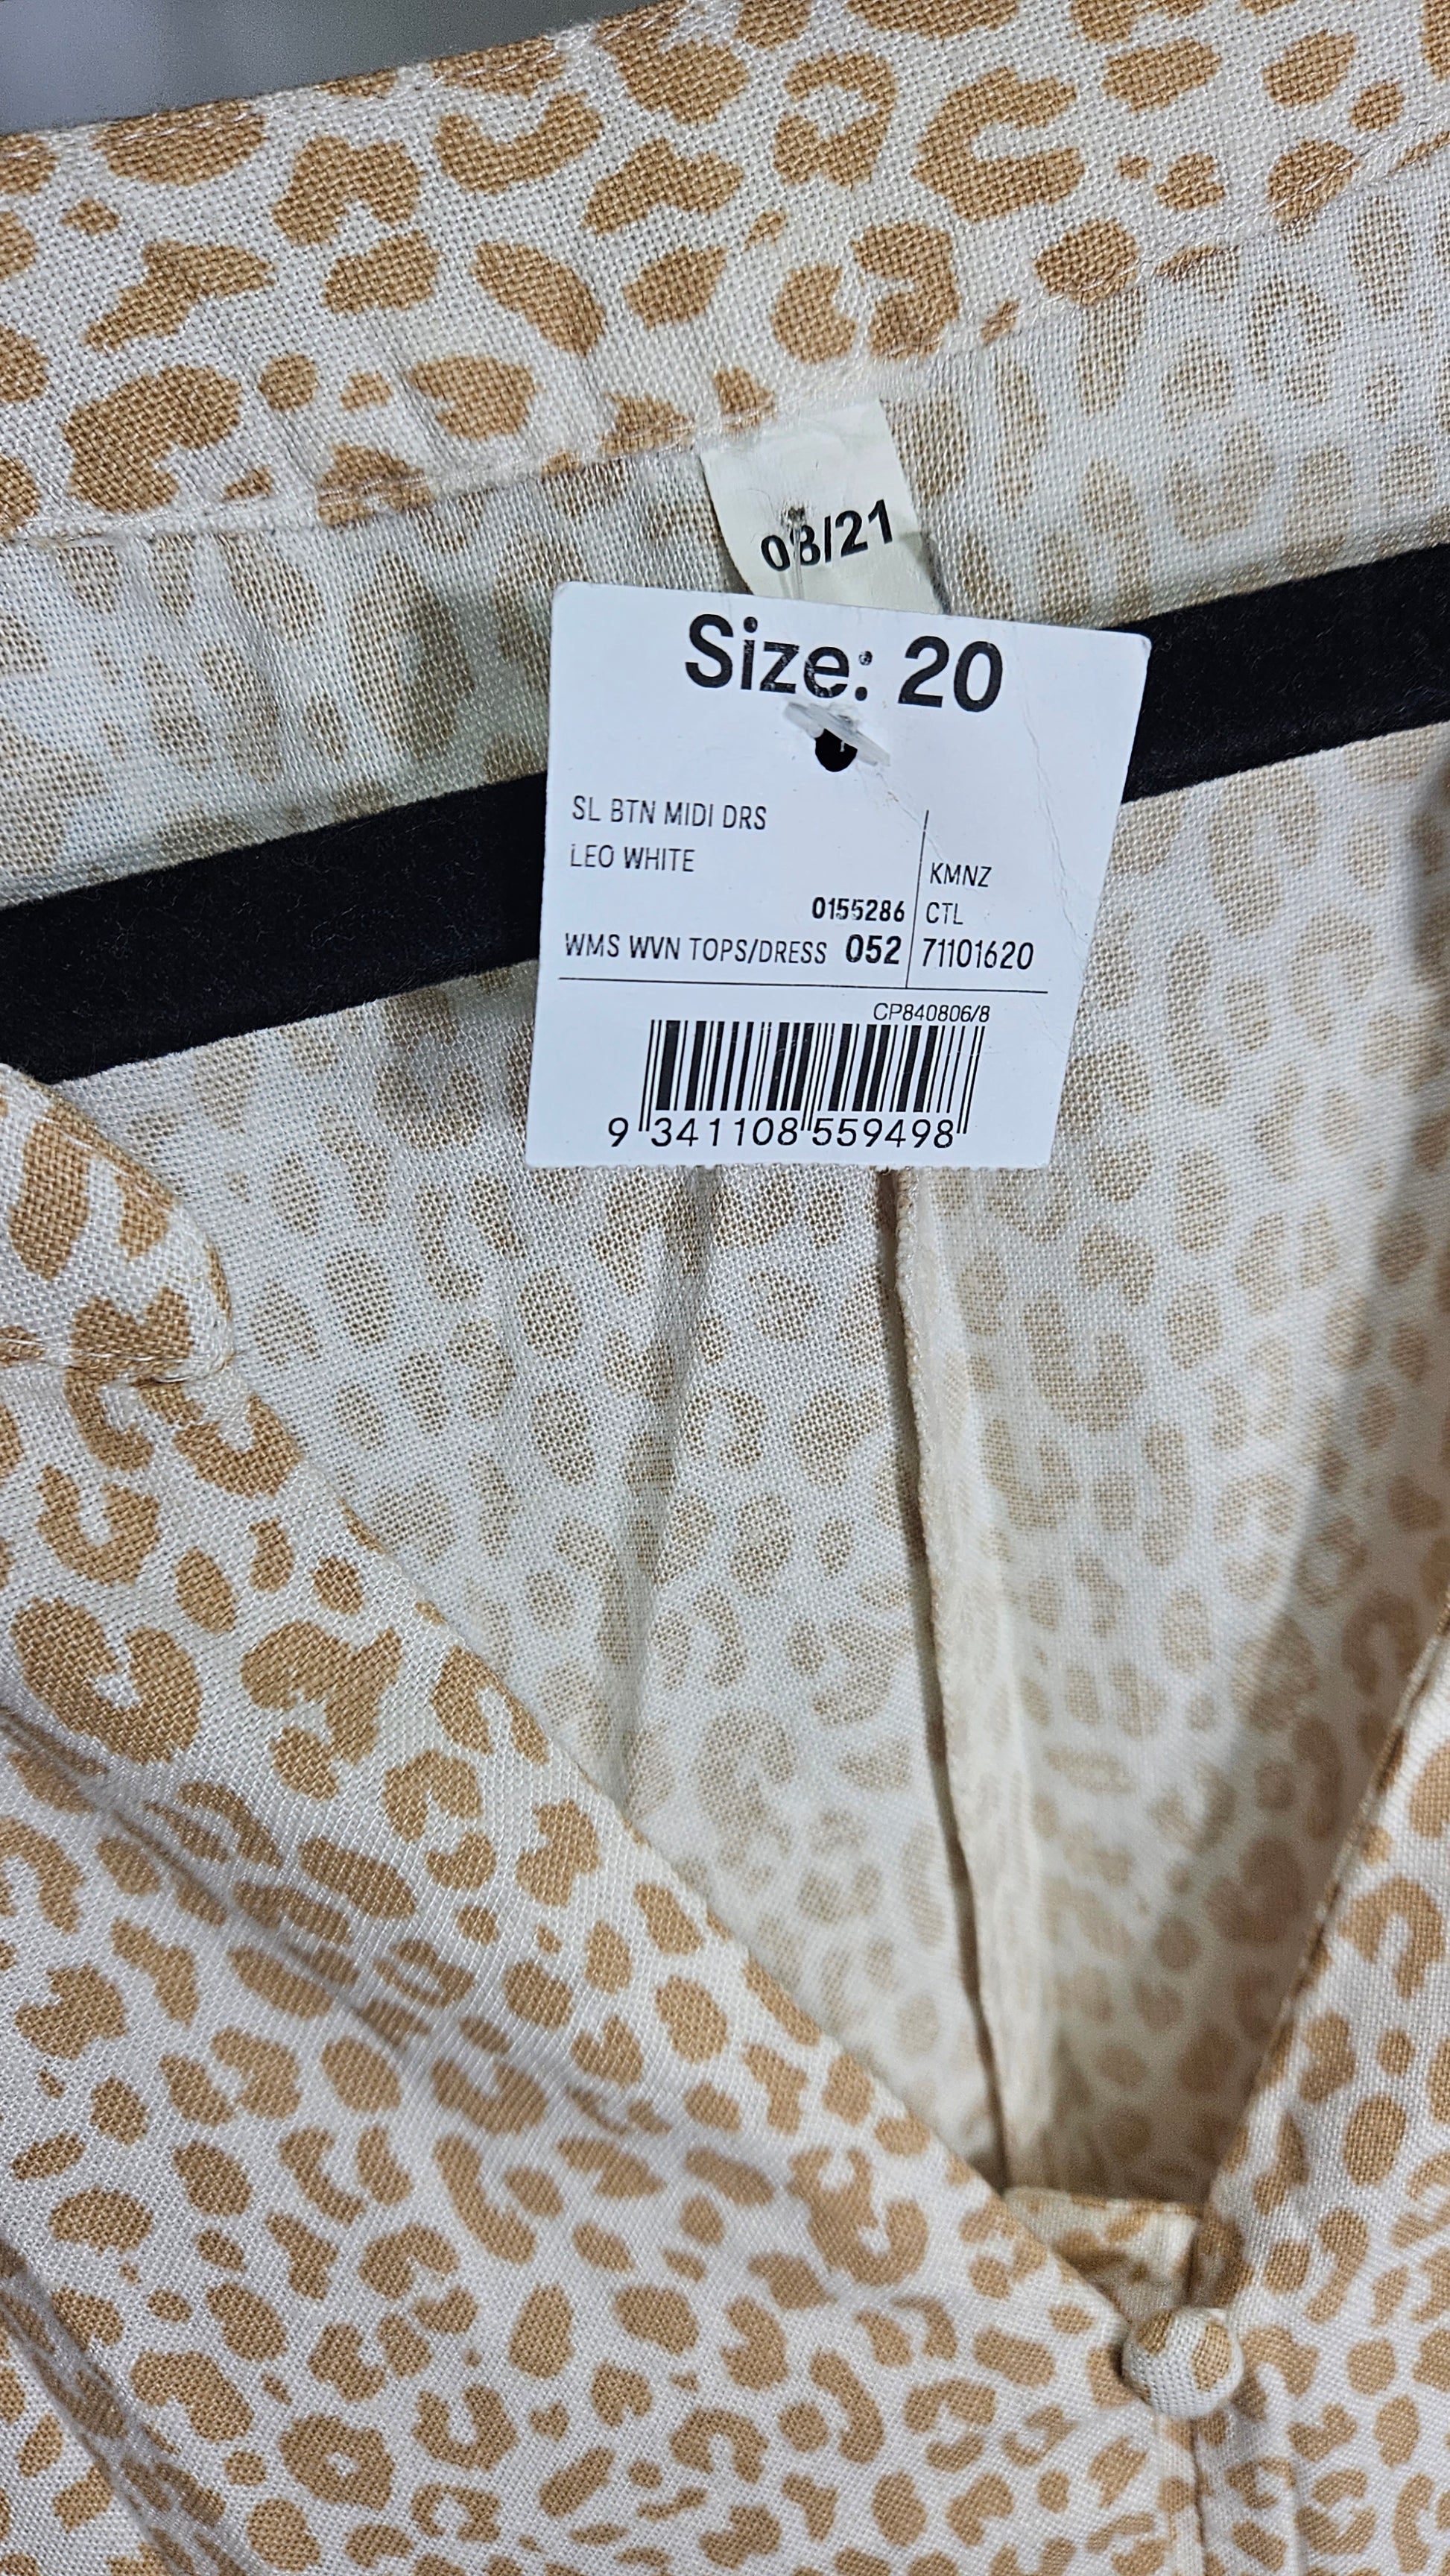 08/21
Size: 20
SL BTN MIDI DRS
LEO WHITE
KMNZ
0155286
CTL
WMS WVN TOPS/DRESS 052
71101620
CP840806/8
9 341108 559498